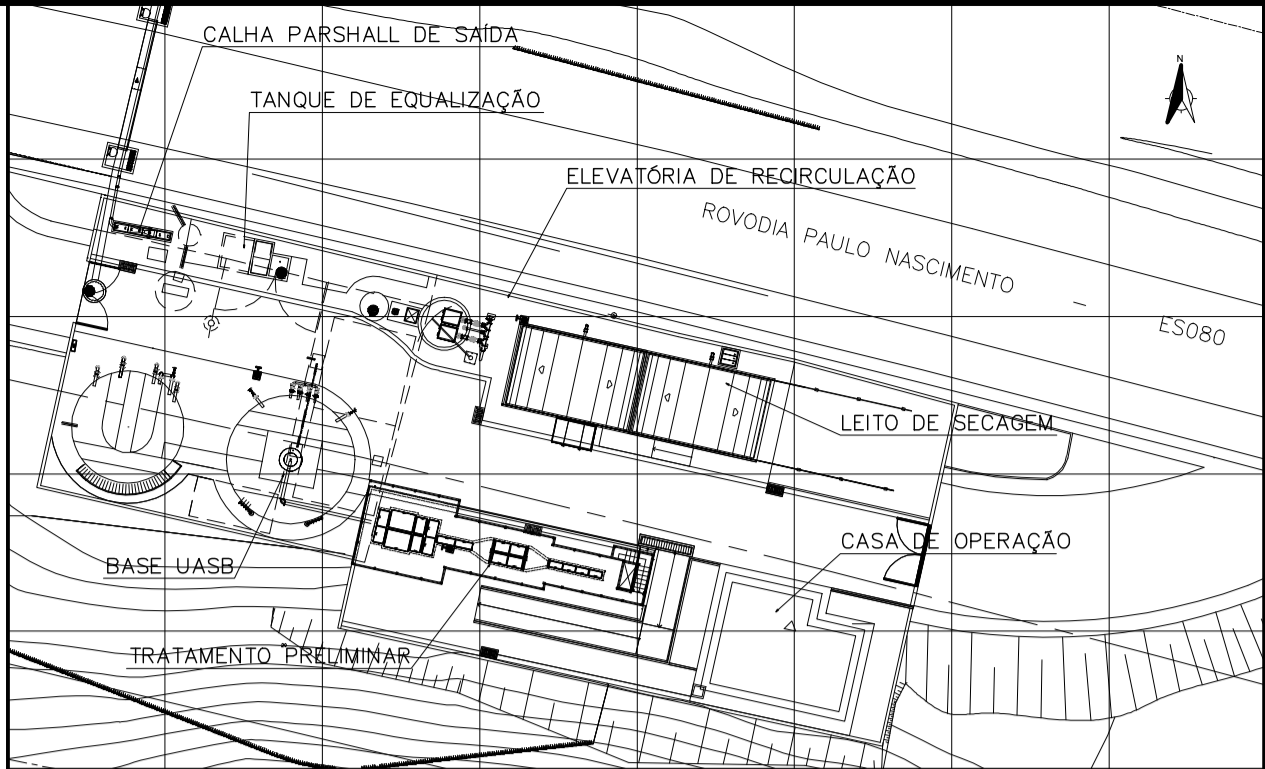 CALHA PARSHALL DE SAÍDA
N
TANQUE DE EQUALIZAÇÃO
ELEVATÓRIA DE RECIRCULAÇÃO
ROVODIA PAULO NASCIMENTO
ES080
LEITO DE SECAGEM
CASA DE OPERAÇÃO
BASE UASB
TRATAMENTO PRELIMINAR